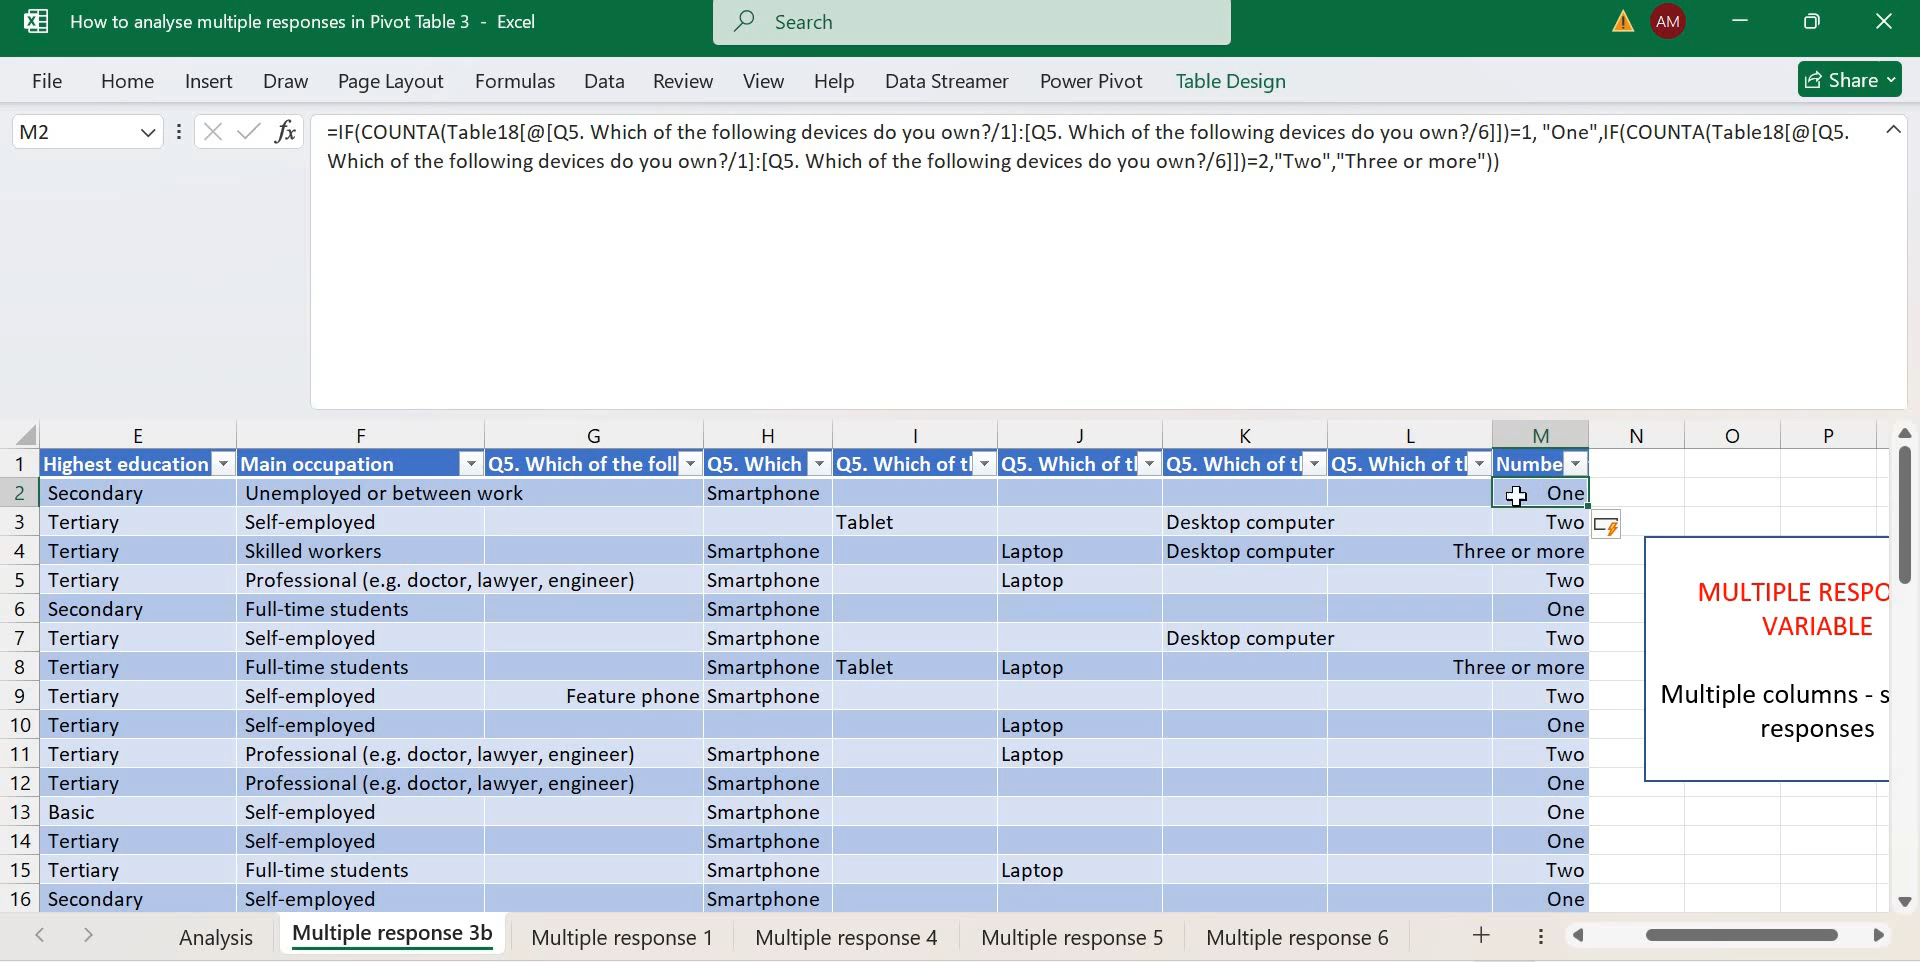 How to analyse multiple responses in Pivot Table 3 - Excel
Search
AM
File Home Insert Draw Page Layout Formulas Data Review View Help Data Streamer Power Pivot Table Design
Share
M2
fx
=IF(COUNTA(Table18[@[Q5. Which of the following devices do you own?/1]:[Q5. Which of the following devices do you own?/6]])=1, "One",IF(COUNTA(Table18[@[Q5.
Which of the following devices do you own?/1]:[Q5. Which of the following devices do you own?/6]])=2,"Two","Three or more"))
E F G H I J K L M N O P
1 Highest education Main occupation Q5. Which of the foll Q5. Which Q5. Which of tl Q5. Which of tl Q5. Which of tl Q5. Which of tl Numbe
2 Secondary Unemployed or between work Smartphone One
3 Tertiary Self-employed Tablet Desktop computer Two
4 Tertiary Skilled workers Smartphone Laptop Desktop computer Three or more
5 Tertiary Professional (e.g. doctor, lawyer, engineer) Smartphone Laptop Two
6 Secondary Full-time students Smartphone One
7 Tertiary Self-employed Smartphone Desktop computer Two
8 Tertiary Full-time students Smartphone Tablet Laptop Three or more
9 Tertiary Self-employed Feature phone Smartphone Two
10 Tertiary Self-employed Laptop One
11 Tertiary Professional (e.g. doctor, lawyer, engineer) Smartphone Laptop Two
12 Tertiary Professional (e.g. doctor, lawyer, engineer) Smartphone One
13 Basic Self-employed Smartphone One
14 Tertiary Self-employed Smartphone One
15 Tertiary Full-time students Smartphone Laptop Two
16 Secondary Self-employed Smartphone One
MULTIPLE RESPO
VARIABLE
Multiple columns - s
responses
Analysis Multiple response 3b Multiple response 1 Multiple response 4 Multiple response 5 Multiple response 6